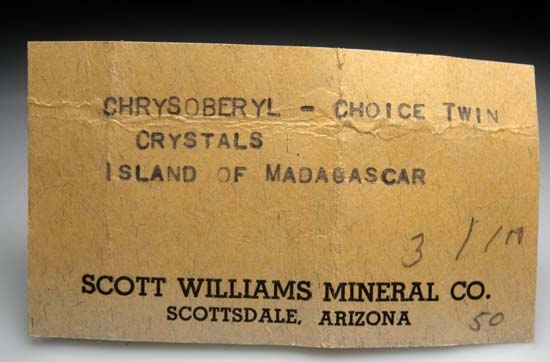 CHRYSOBERYL - CHOICE TWIN
CRYSTALS
ISLAND OF MADAGASCAR
3
SCOTT WILLIAMS MINERAL CO.
SCOTTSDALE, ARIZONA
50